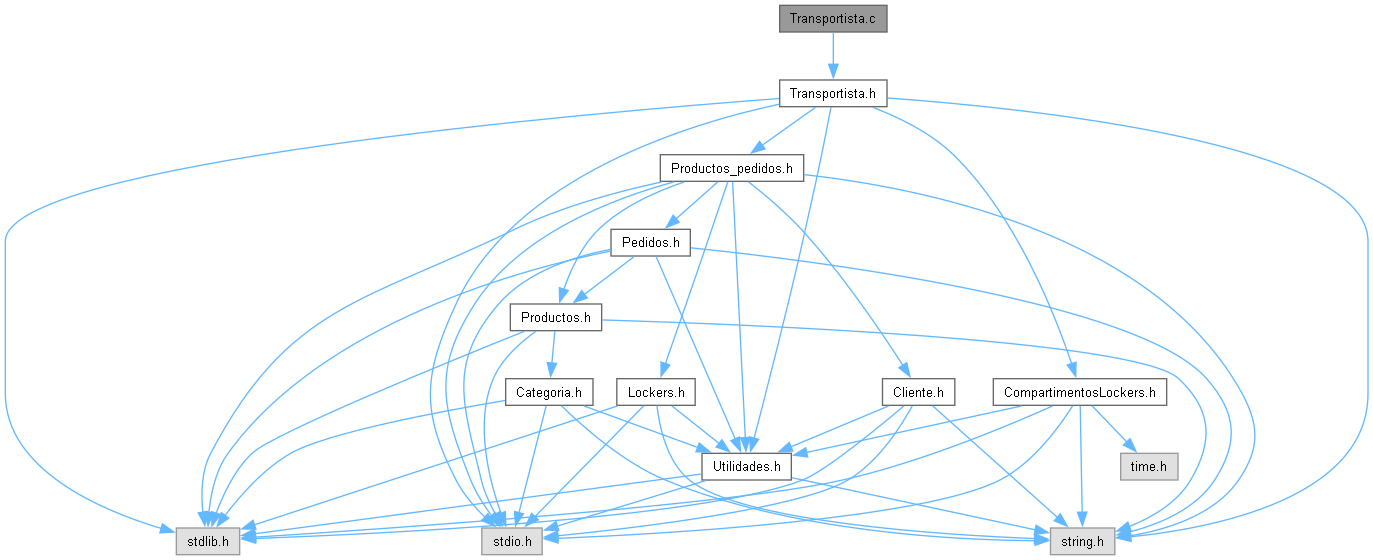 Transportista.c
Transportista.h
Productos_pedidos.h
Pedidos.h
Productos.h
Categoria.h
Lockers.h
Cliente.h
CompartimentosLockers.h
Utilidades.h
time.h
stdlib.h
stdio.h
string.h